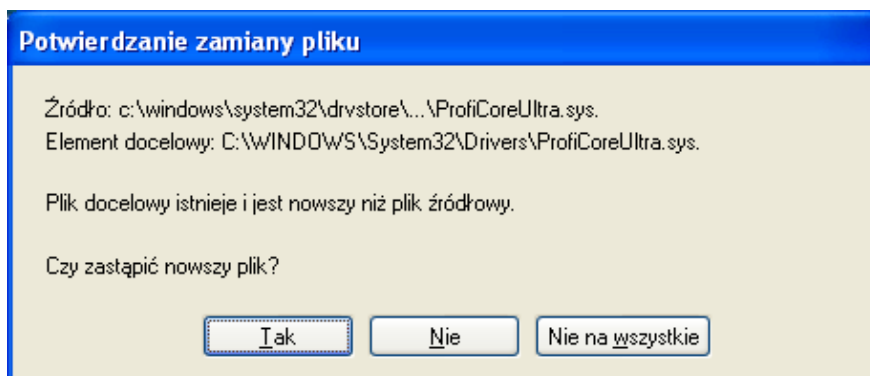 Potwierdzanie zamiany pliku
Źródło: c:\windows\system32\drvstore\...\ProfiCoreUltra.sys.
Element docelowy: C:\WINDOWS\System32\Drivers\ProfiCoreUltra.sys.
Plik docelowy istnieje i jest nowszy niż plik źródłowy.
Czy zastąpić nowszy plik?
Tak Nie Nie na wszystkie